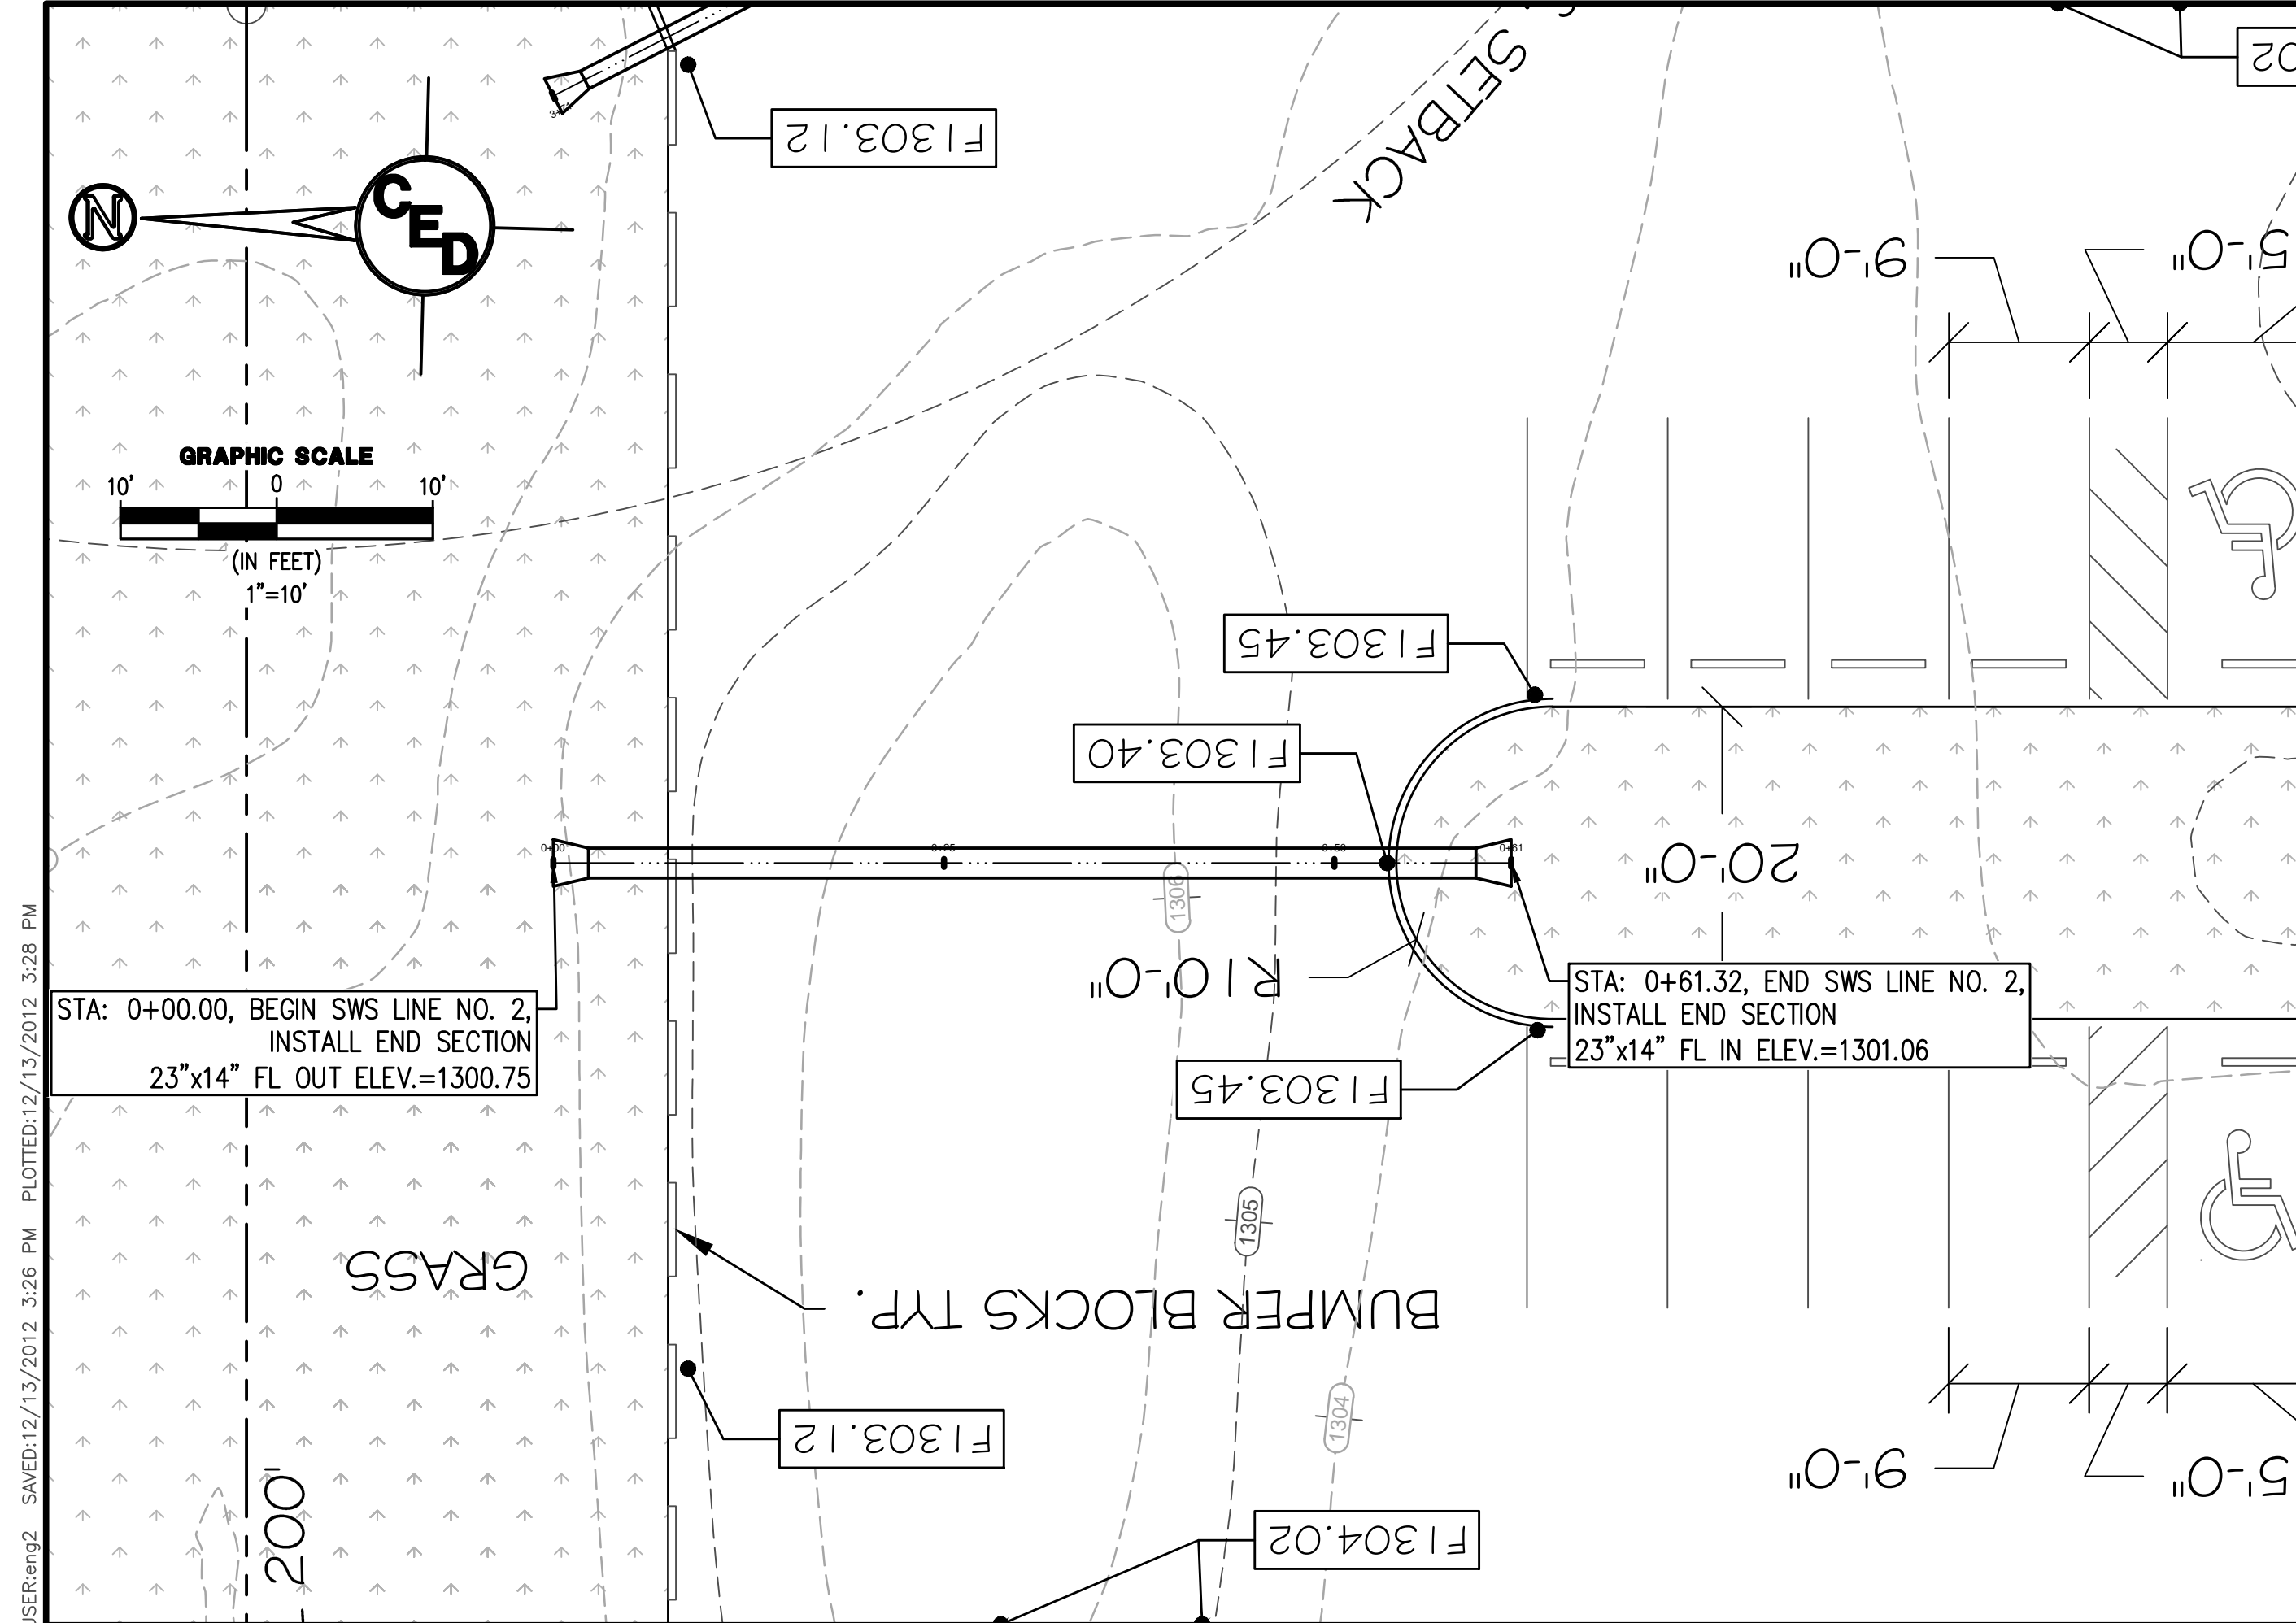 F1303.12
SETBACK
02
N
CED
9'-0"
5'-0"
GRAPHIC SCALE
10' 0 10'
(IN FEET)
1"=10'
F1303.45
F1303.40
0+00 0+25 0+50 0+61
1306
20'-0"
R10'-0"
STA: 0+00.00, BEGIN SWS LINE NO. 2,
INSTALL END SECTION
23"x14" FL OUT ELEV.=1300.75
STA: 0+61.32, END SWS LINE NO. 2,
INSTALL END SECTION
23"x14" FL IN ELEV.=1301.06
F1303.45
1305
GRASS
BUMPER BLOCKS TYP.
1304
F1303.12
9'-0"
5'-0"
200'
F1304.02
USER:eng2 SAVED:12/13/2012 3:26 PM PLOTTED:12/13/2012 3:28 PM